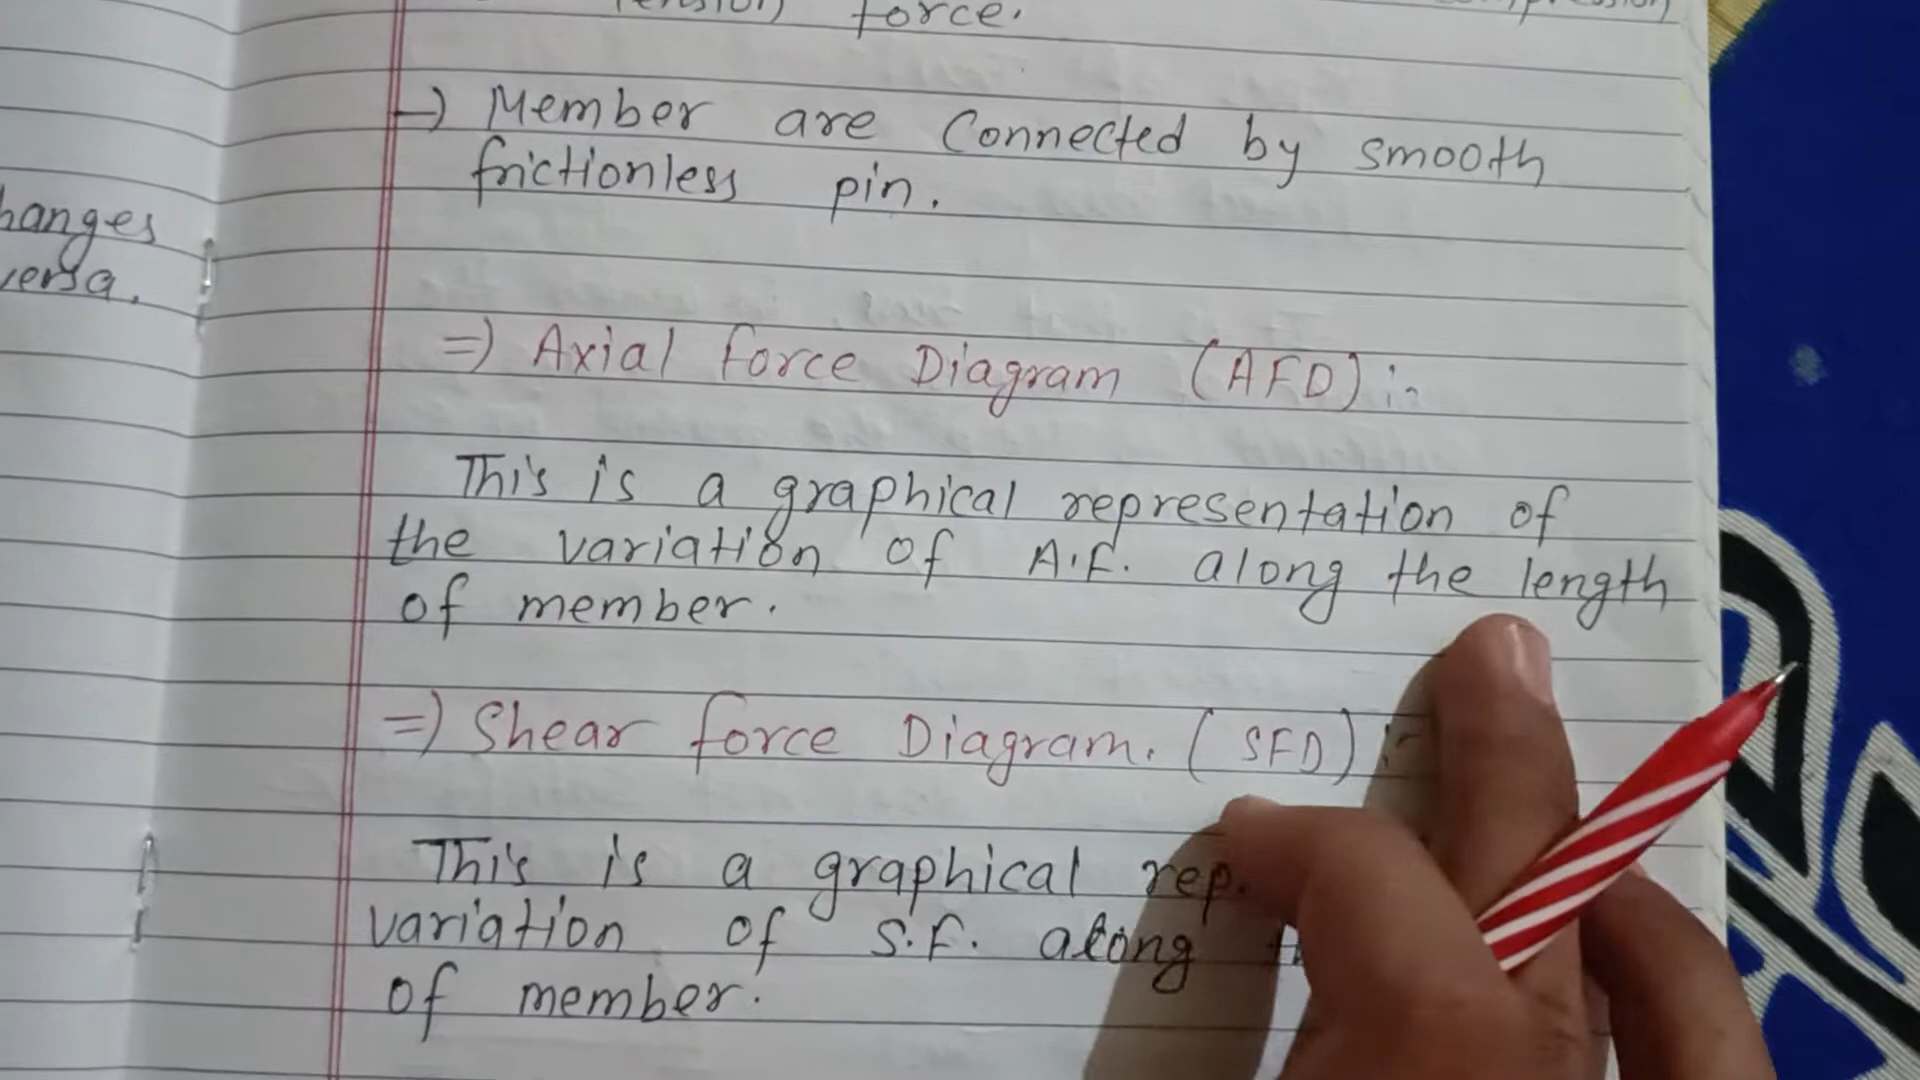 force.
→ Member are Connected by smooth
frictionless pin.
hanges
versa.
⇒ Axial force Diagram (AFD):-
This is a graphical representation of
the variation of A.F. along the length
of member.
⇒ Shear force Diagram. (SFD):-
This is a graphical rep.
variation of S.F. along
of member.